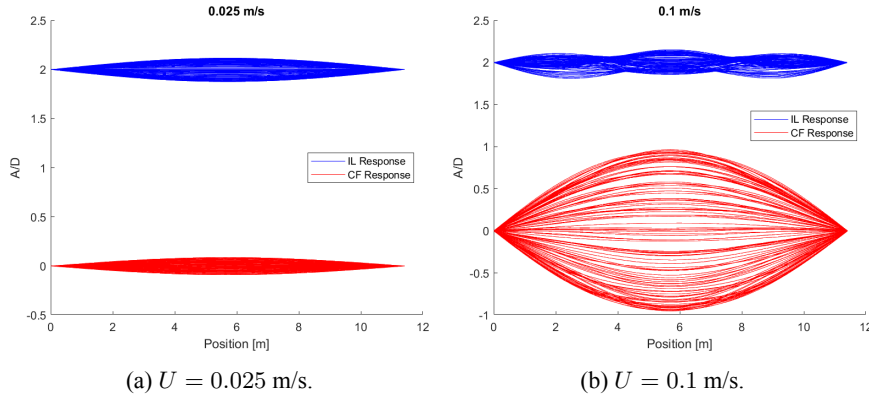 0.025 m/s
2.5
2
1.5
1
0.5
0
-0.5
0 2 4 6 8 10 12
A/D
Position [m]
IL Response
CF Response
(a) U = 0.025 m/s.
0.1 m/s
2.5
2
1.5
1
0.5
0
-0.5
-1
0 2 4 6 8 10 12
A/D
Position [m]
IL Response
CF Response
(b) U = 0.1 m/s.